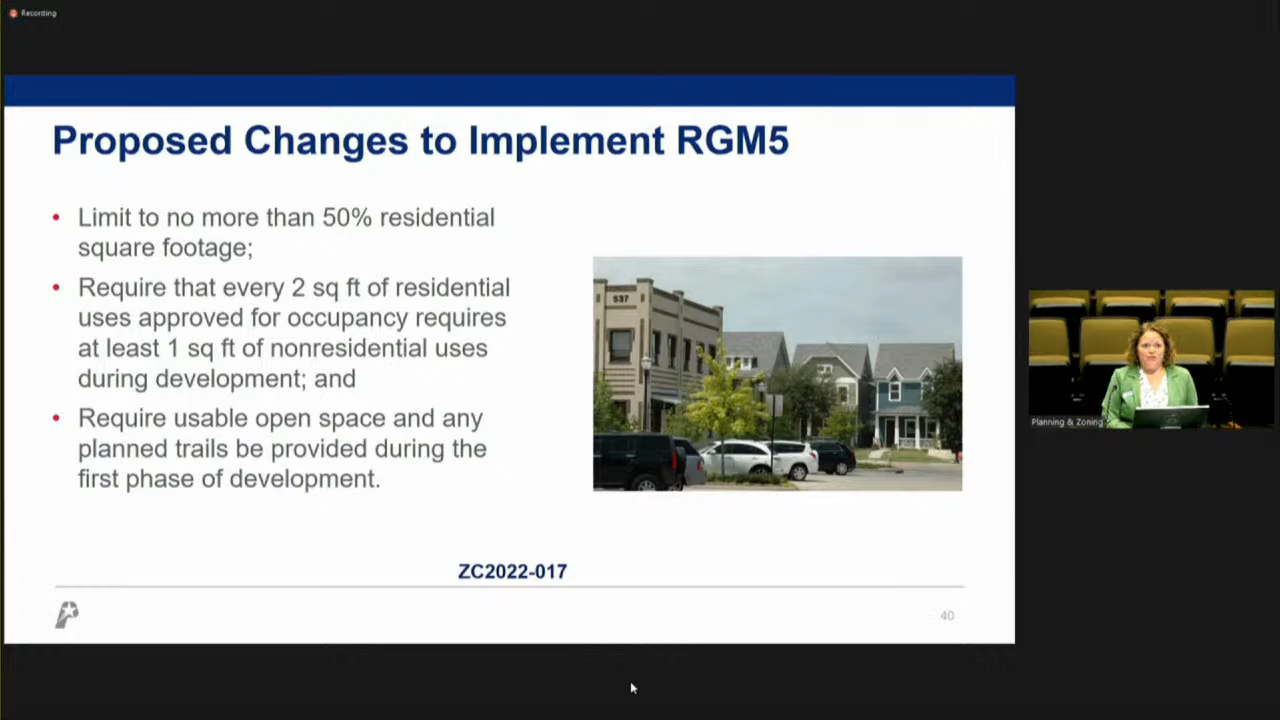 Recording
Proposed Changes to Implement RGM5
• Limit to no more than 50% residential
square footage;
• Require that every 2 sq ft of residential
uses approved for occupancy requires
at least 1 sq ft of nonresidential uses
during development; and
• Require usable open space and any
planned trails be provided during the
first phase of development.
537
Planning & Zoning
ZC2022-017
40